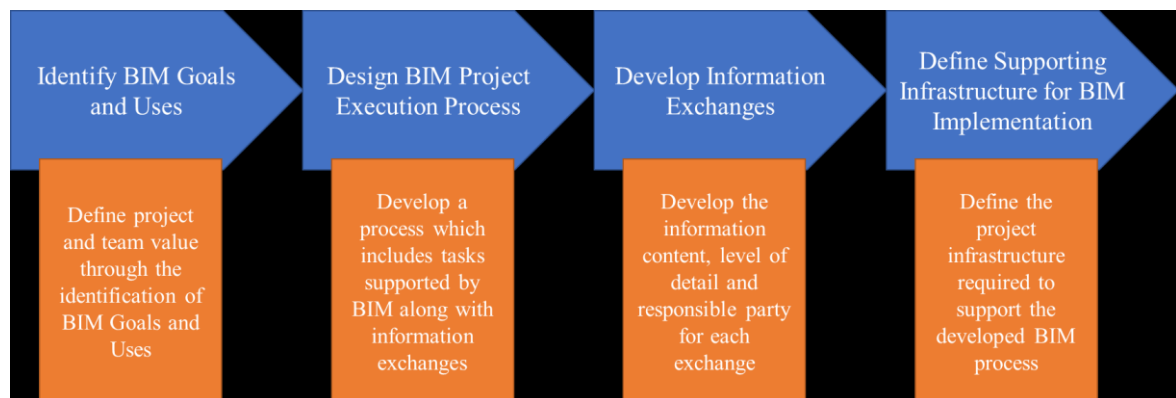 Identify BIM Goals
and Uses
Design BIM Project
Execution Process
Develop Information
Exchanges
Define Supporting
Infrastructure for BIM
Implementation
Define project
and team value
through the
identification of
BIM Goals and
Uses
Develop a
process which
includes tasks
supported by
BIM along with
information
exchanges
Develop the
information
content, level of
detail and
responsible party
for each
exchange
Define the
project
infrastructure
required to
support the
developed BIM
process